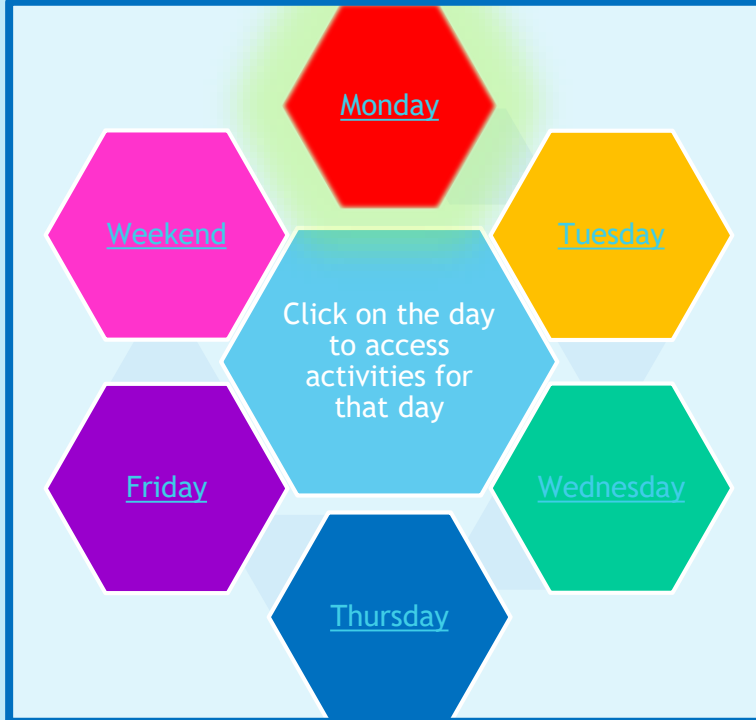 Monday
Tuesday
Wednesday
Thursday
Friday
Weekend
Click on the day
to access
activities for
that day